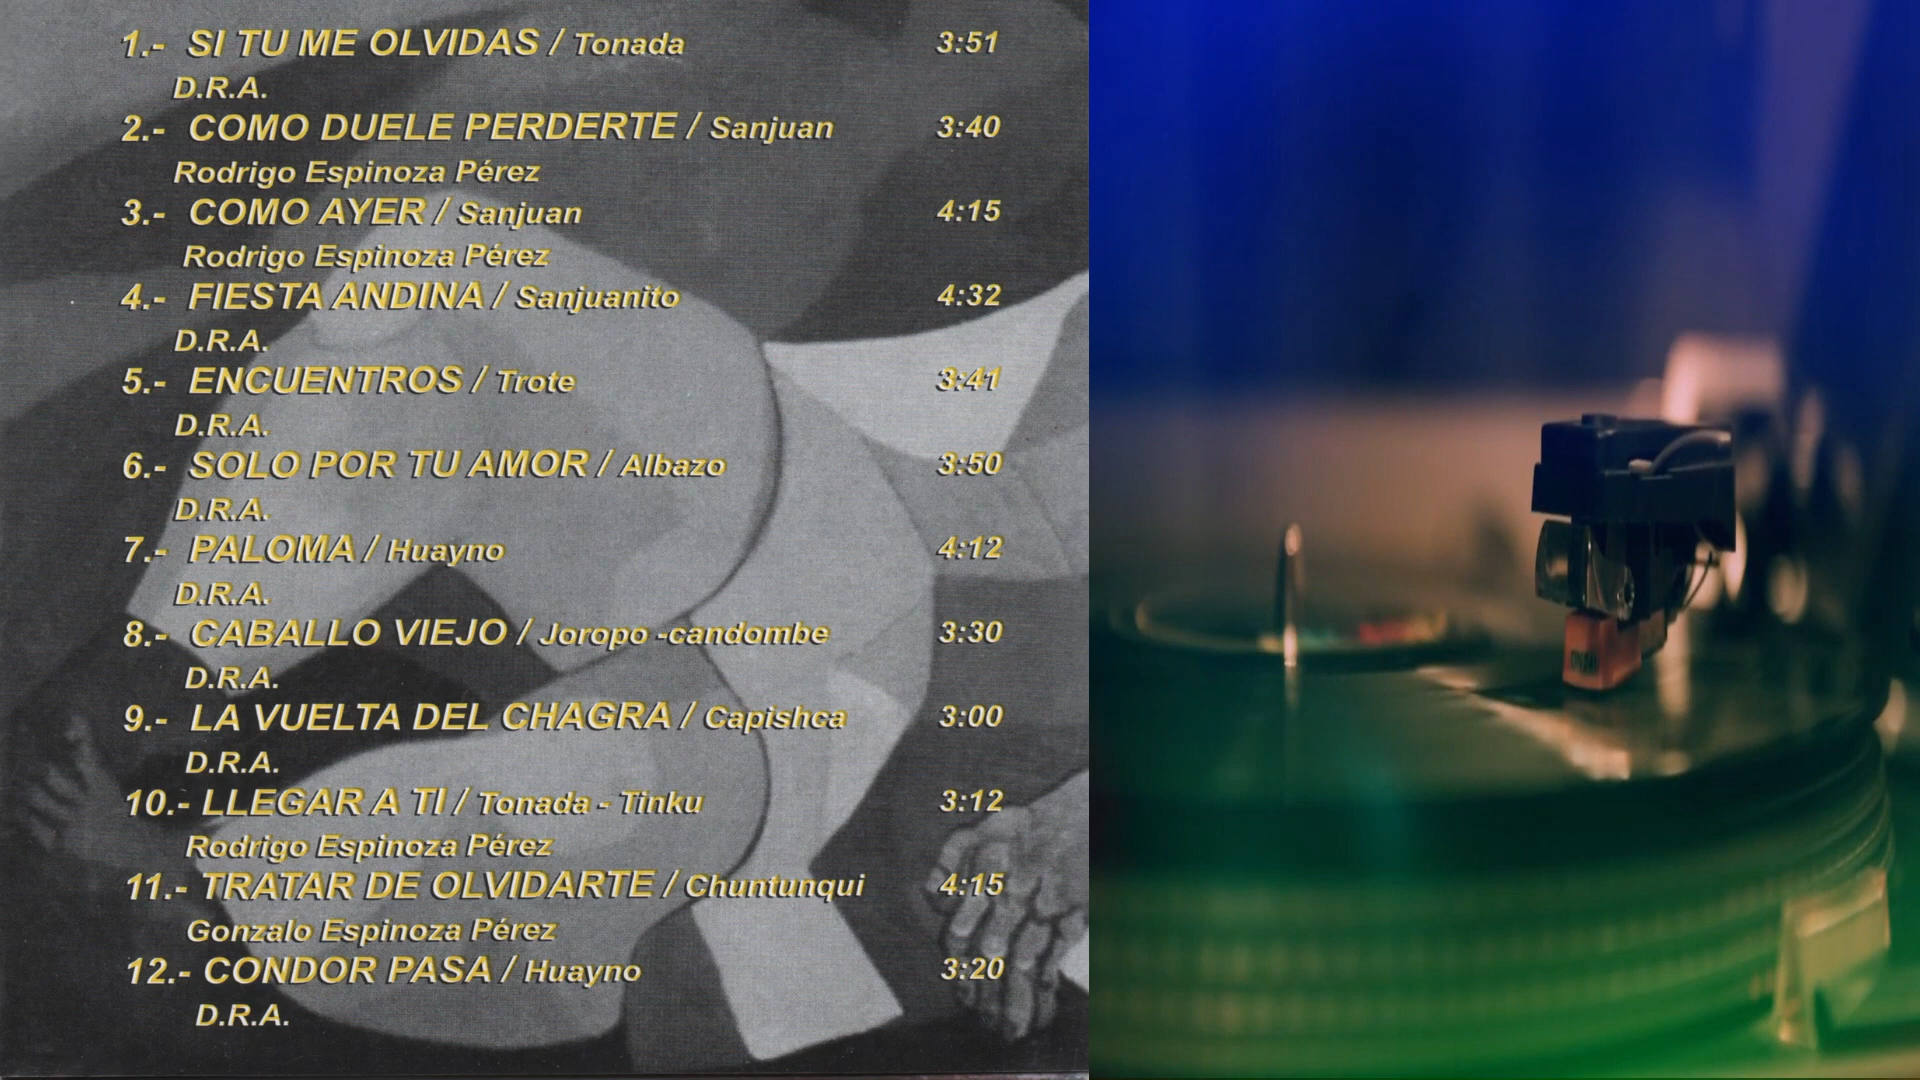 1.- SI TU ME OLVIDAS / Tonada 3:51
D.R.A.
2.- COMO DUELE PERDERTE / Sanjuan 3:40
Rodrigo Espinoza Pérez
3.- COMO AYER / Sanjuan 4:15
Rodrigo Espinoza Pérez
4.- FIESTA ANDINA / Sanjuanito 4:32
D.R.A.
5.- ENCUENTROS / Trote 3:41
D.R.A.
6.- SOLO POR TU AMOR / Albazo 3:50
D.R.A.
7.- PALOMA / Huayno 4:12
D.R.A.
8.- CABALLO VIEJO / Joropo -candombe 3:30
D.R.A.
9.- LA VUELTA DEL CHAGRA / Capishca 3:00
D.R.A.
10.- LLEGAR A TI / Tonada - Tinku 3:12
Rodrigo Espinoza Pérez
11.- TRATAR DE OLVIDARTE / Chuntunqui 4:15
Gonzalo Espinoza Pérez
12.- CONDOR PASA / Huayno 3:20
D.R.A.